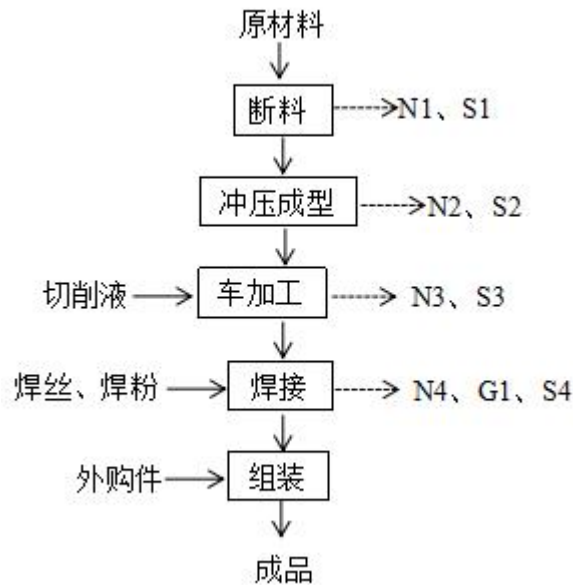 原材料
断料
N1、S1
冲压成型
N2、S2
切削液
车加工
N3、S3
焊丝、焊粉
焊接
N4、G1、S4
外购件
组装
成品